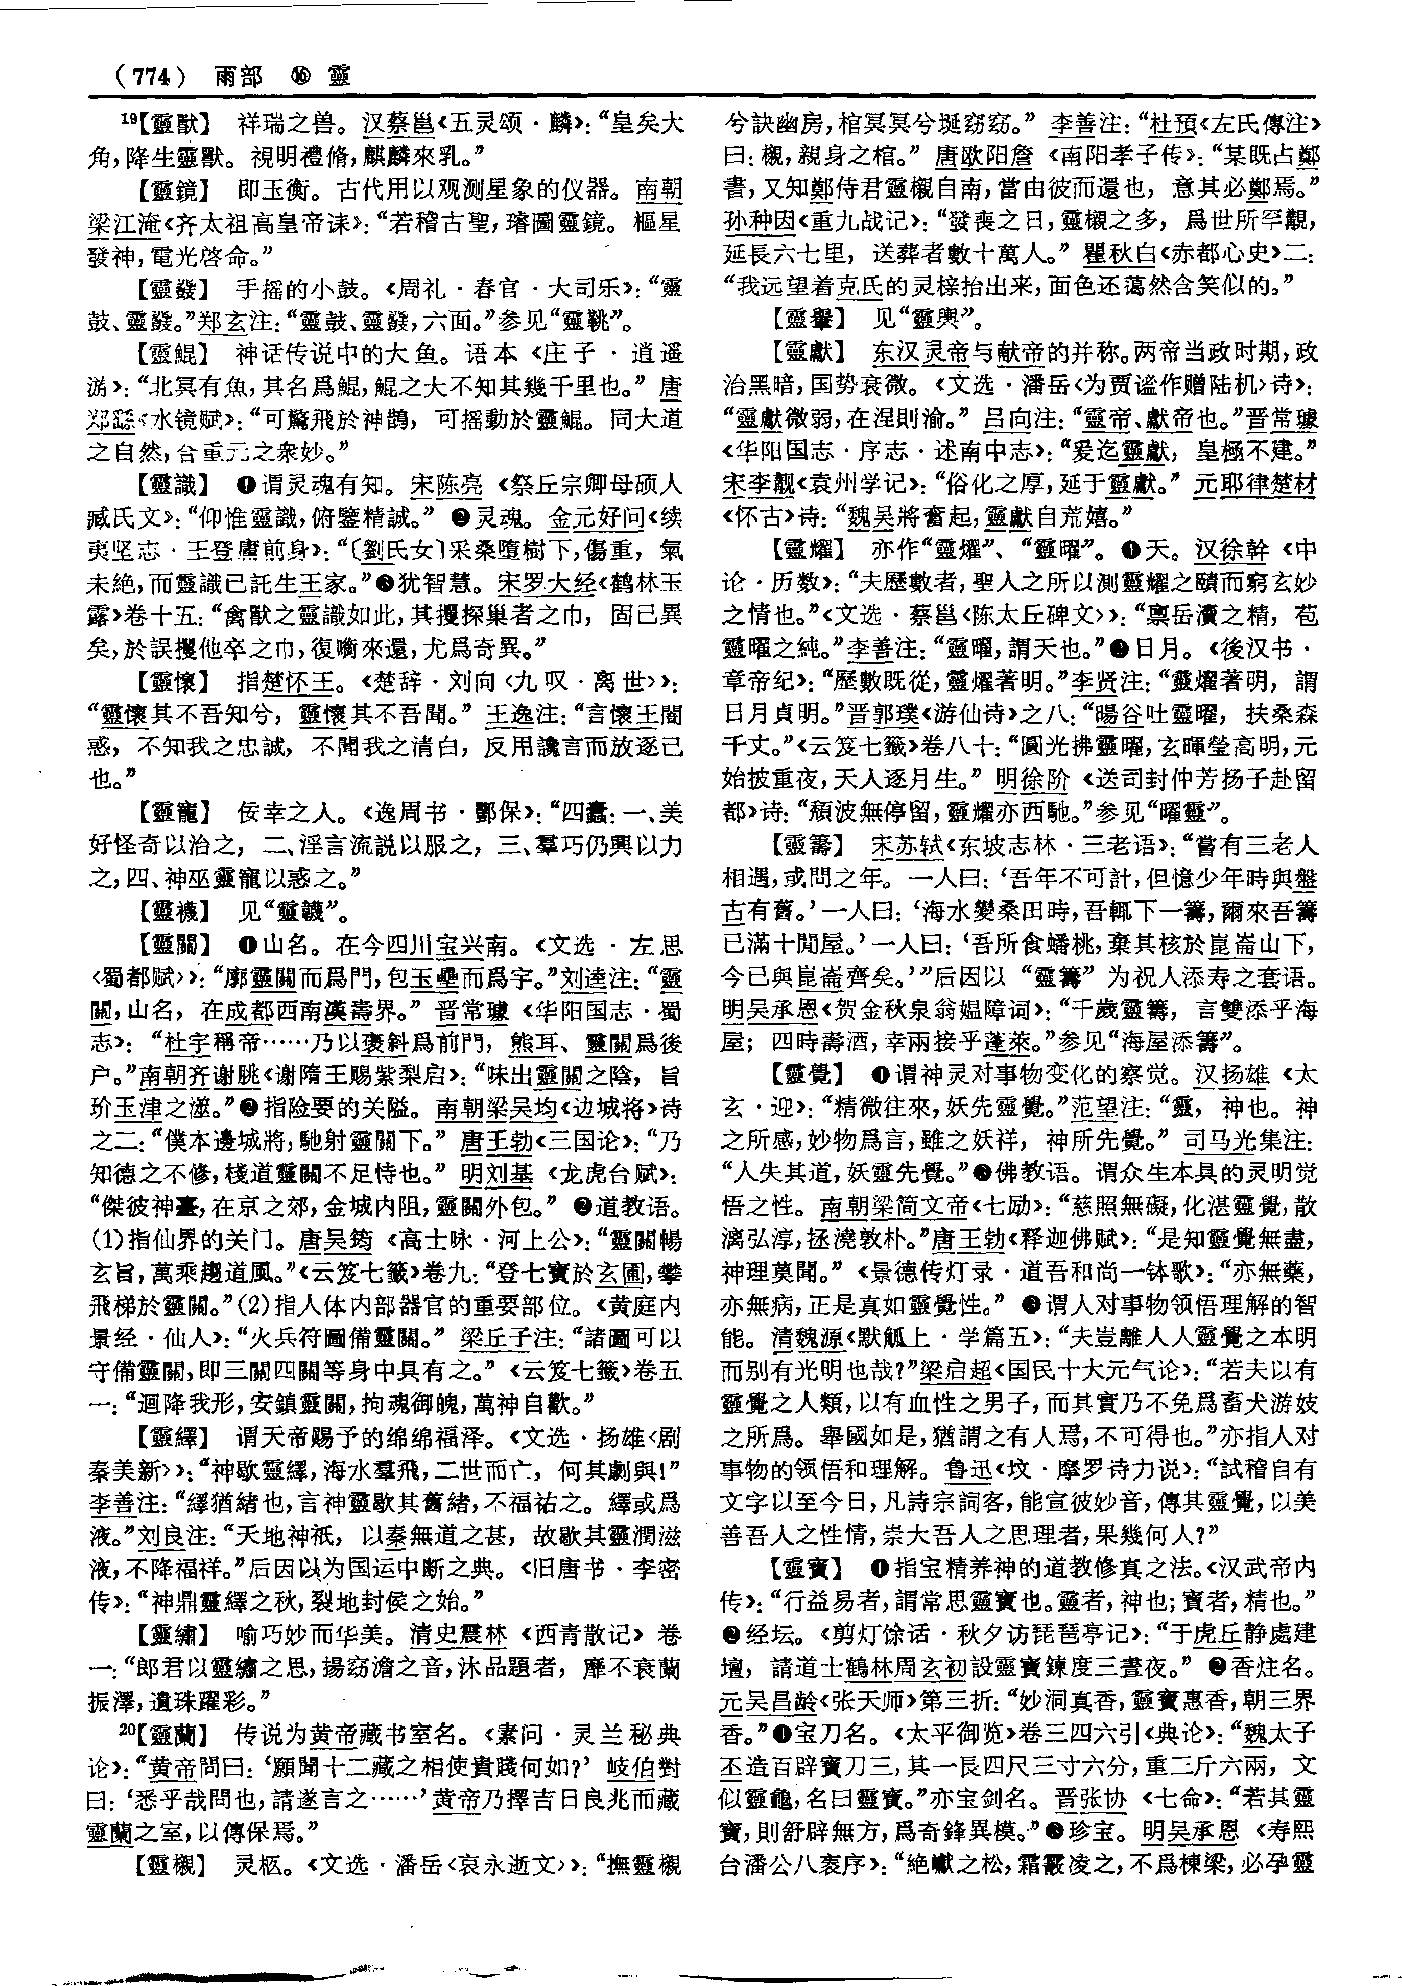 （774） 雨部 ⑯ 靈
¹⁹【靈獸】 祥瑞之兽。汉蔡邕《五灵颂·麟》：“皇矣大
角，降生靈獸。視明禮脩，麒麟來乳。”
【靈鏡】 即玉衡。古代用以观测星象的仪器。南朝
梁江淹《齐太祖高皇帝诔》：“若稽古聖，璿圖靈鏡。樞星
發神，電光啓命。”
【靈鼗】 手摇的小鼓。《周礼·春官·大司乐》：“靈
鼓、靈鼗。”郑玄注：“靈鼓、靈鼗，六面。”参见“靈鞉”。
【靈鯤】 神话传说中的大鱼。语本《庄子·逍遥
游》：“北冥有魚，其名爲鯤，鯤之大不知其幾千里也。”唐
郑繇《水镜赋》：“可驚飛於神鵲，可摇動於靈鯤。同大道
之自然，合重元之衆妙。”
【靈識】 ❶谓灵魂有知。宋陈亮《祭丘宗卿母硕人
臧氏文》：“仰惟靈識，俯鑒精誠。”❷灵魂。金元好问《续
夷坚志·王登庸前身》：“〔劉氏女〕采桑墮樹下，傷重，氣
未絶，而靈識已託生王家。”❸犹智慧。宋罗大经《鹤林玉
露》卷十五：“禽獸之靈識如此，其攫探巢者之巾，固已異
矣，於誤攫他卒之巾，復啣來還，尤爲奇異。”
【靈懷】 指楚怀王。《楚辞·刘向〈九叹·离世〉》：
“靈懷其不吾知兮，靈懷其不吾聞。”王逸注：“言懷王闇
惑，不知我之忠誠，不聞我之清白，反用讒言而放逐己
也。”
【靈寵】 佞幸之人。《逸周书·酆保》：“四蠹：一、美
好怪奇以治之，二、淫言流説以服之，三、羣巧仍興以力
之，四、神巫靈寵以惑之。”
【靈襪】 见“靈韈”。
【靈關】 ❶山名。在今四川宝兴南。《文选·左思
〈蜀都赋〉》：“廓靈關而爲門，包玉壘而爲宇。”刘逵注：“靈
關，山名，在成都西南漢壽界。”晋常璩《华阳国志·蜀
志》：“杜宇稱帝……乃以褒斜爲前門，熊耳、靈關爲後
户。”南朝齐谢朓《谢隋王赐紫梨启》：“味出靈關之陰，旨
玠玉津之澨。”❷指险要的关隘。南朝梁吴均《边城将》诗
之二：“僕本邊城將，馳射靈關下。”唐王勃《三国论》：“乃
知德之不修，棧道靈關不足恃也。”明刘基《龙虎台赋》：
“傑彼神臺，在京之郊，金城内阻，靈關外包。”❷道教语。
(1)指仙界的关门。唐吴筠《高士咏·河上公》：“靈關暢
玄旨，萬乘趨道風。”《云笈七籤》卷九：“登七寶於玄圃，攀
飛梯於靈關。”(2)指人体内部器官的重要部位。《黄庭内
景经·仙人》：“火兵符圖備靈關。”梁丘子注：“諸圖可以
守備靈關，即三關四關等身中具有之。”《云笈七籤》卷五
一：“迴降我形，安鎮靈關，拘魂御魄，萬神自歡。”
【靈繹】 谓天帝赐予的绵绵福泽。《文选·扬雄〈剧
秦美新〉》：“神歇靈繹，海水羣飛，二世而亡，何其劇與！”
李善注：“繹猶緒也，言神靈歇其舊緒，不福祐之。繹或爲
液。”刘良注：“天地神祇，以秦無道之甚，故歇其靈潤滋
液，不降福祥。”后因以为国运中断之典。《旧唐书·李密
传》：“神鼎靈繹之秋，裂地封侯之始。”
【靈繡】 喻巧妙而华美。清史震林《西青散记》卷
一：“郎君以靈繡之思，揚窈澹之音，沐品題者，靡不衰蘭
振澤，遺珠躍彩。”
²⁰【靈蘭】 传说为黄帝藏书室名。《素问·灵兰秘典
论》：“黄帝問曰：‘願聞十二藏之相使貴賤何如？’岐伯對
曰：‘悉乎哉問也，請遂言之……’黄帝乃擇吉日良兆而藏
靈蘭之室，以傳保焉。”
【靈櫬】 灵柩。《文选·潘岳〈哀永逝文〉》：“撫靈櫬
兮訣幽房，棺冥冥兮埏窈窈。”李善注：“杜預《左氏傳注》
曰：櫬，親身之棺。”唐欧阳詹《南阳孝子传》：“某既占鄭
書，又知鄭侍君靈櫬自南，當由彼而還也，意其必鄭焉。”
孙种因《重九战记》：“發喪之日，靈櫬之多，爲世所罕覯，
延長六七里，送葬者數十萬人。”瞿秋白《赤都心史》二：
“我远望着克氏的灵榇抬出来，面色还蔼然含笑似的。”
【靈轝】 见“靈輿”。
【靈獻】 东汉灵帝与献帝的并称。两帝当政时期，政
治黑暗，国势衰微。《文选·潘岳〈为贾谧作赠陆机〉诗》：
“靈獻微弱，在涅則渝。”吕向注：“靈帝、獻帝也。”晋常璩
《华阳国志·序志·述南中志》：“爰迄靈獻，皇極不建。”
宋李觏《袁州学记》：“俗化之厚，延于靈獻。”元耶律楚材
《怀古》诗：“魏吴將奮起，靈獻自荒嬉。”
【靈耀】 亦作“靈燿”、“靈曜”。❶天。汉徐幹《中
论·历数》：“夫歷數者，聖人之所以測靈耀之賾而窮玄妙
之情也。”《文选·蔡邕〈陈太丘碑文〉》：“禀岳瀆之精，苞
靈曜之純。”李善注：“靈曜，謂天也。”❷日月。《後汉书·
章帝纪》：“歷數既從，靈燿著明。”李贤注：“靈燿著明，謂
日月貞明。”晋郭璞《游仙诗》之八：“暘谷吐靈曜，扶桑森
千丈。”《云笈七籤》卷八十：“圓光拂靈曜，玄暉瑩高明，元
始披重夜，天人逐月生。”明徐阶《送司封仲芳扬子赴留
都》诗：“頹波無停留，靈耀亦西馳。”参见“曜靈”。
【靈籌】 宋苏轼《东坡志林·三老语》：“嘗有三老人
相遇，或問之年。一人曰：‘吾年不可計，但憶少年時與盤
古有舊。’一人曰：‘海水變桑田時，吾輒下一籌，爾來吾籌
已滿十間屋。’一人曰：‘吾所食蟠桃，棄其核於崑崙山下，
今已與崑崙齊矣。’”后因以“靈籌”为祝人添寿之套语。
明吴承恩《贺金秋泉翁媪障词》：“千歲靈籌，言雙添乎海
屋；四時壽酒，幸兩接乎蓬萊。”参见“海屋添籌”。
【靈覺】 ❶谓神灵对事物变化的察觉。汉扬雄《太
玄·迎》：“精微往來，妖先靈覺。”范望注：“靈，神也。神
之所感，妙物爲言，雖之妖祥，神所先覺。”司马光集注：
“人失其道，妖靈先覺。”❷佛教语。谓众生本具的灵明觉
悟之性。南朝梁简文帝《七励》：“慈照無礙，化湛靈覺，散
漓弘淳，拯澆敦朴。”唐王勃《释迦佛赋》：“是知靈覺無盡，
神理莫聞。”《景德传灯录·道吾和尚一钵歌》：“亦無藥，
亦無病，正是真如靈覺性。”❸谓人对事物领悟理解的智
能。清魏源《默觚上·学篇五》：“夫豈離人人靈覺之本明
而别有光明也哉？”梁启超《国民十大元气论》：“若夫以有
靈覺之人類，以有血性之男子，而其實乃不免爲畜犬游妓
之所爲。舉國如是，猶謂之有人焉，不可得也。”亦指人对
事物的领悟和理解。鲁迅《坟·摩罗诗力说》：“試稽自有
文字以至今日，凡詩宗詞客，能宣彼妙音，傳其靈覺，以美
善吾人之性情，崇大吾人之思理者，果幾何人？”
【靈寶】 ❶指宝精养神的道教修真之法。《汉武帝内
传》：“行益易者，謂常思靈寶也。靈者，神也；寶者，精也。”
❷经坛。《剪灯馀话·秋夕访琵琶亭记》：“于虎丘静處建
壇，請道士鶴林周玄初設靈寶鍊度三晝夜。”❷香炷名。
元吴昌龄《张天师》第三折：“妙洞真香，靈寶惠香，朝三界
香。”❶宝刀名。《太平御览》卷三四六引《典论》：“魏太子
丕造百辟寶刀三，其一長四尺三寸六分，重三斤六兩，文
似靈龜，名曰靈寶。”亦宝剑名。晋张协《七命》：“若其靈
寶，則舒辟無方，爲奇鋒異模。”❸珍宝。明吴承恩《寿熙
台潘公八袠序》：“絶巘之松，霜霰凌之，不爲棟梁，必孕靈